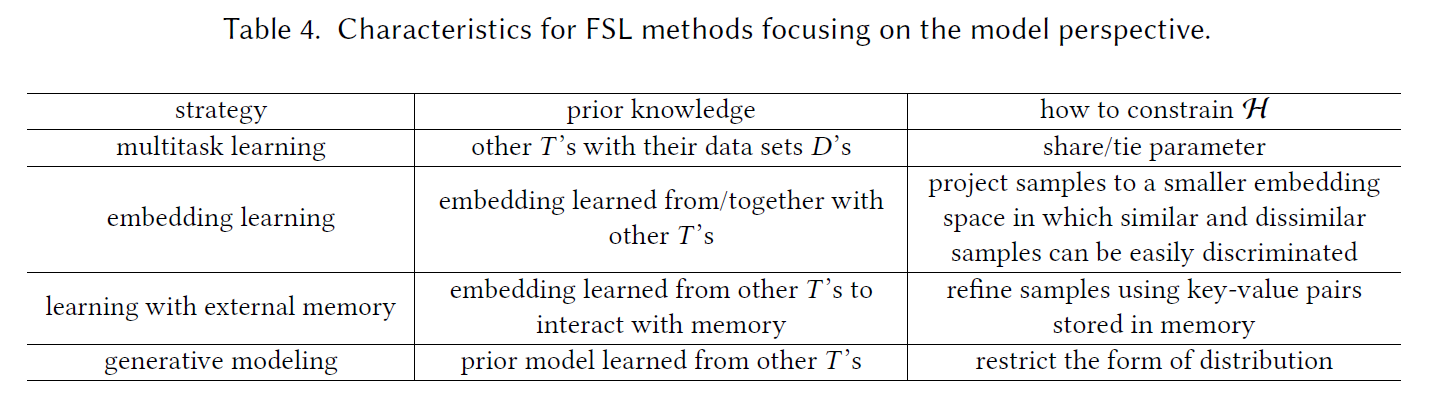 Table 4. Characteristics for FSL methods focusing on the model perspective.
strategy prior knowledge how to constrain ℋ
multitask learning other T's with their data sets D's share/tie parameter
embedding learning embedding learned from/together with other T's project samples to a smaller embedding space in which similar and dissimilar samples can be easily discriminated
learning with external memory embedding learned from other T's to interact with memory refine samples using key-value pairs stored in memory
generative modeling prior model learned from other T's restrict the form of distribution